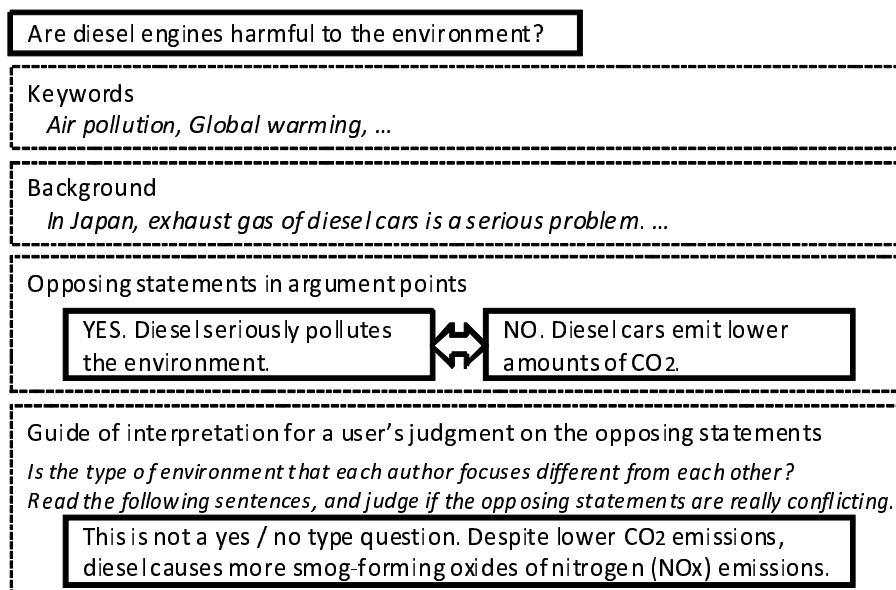 Are diesel engines harmful to the environment?
Keywords
Air pollution, Global warming, ...
Background
In Japan, exhaust gas of diesel cars is a serious problem. ...
Opposing statements in argument points
YES. Diesel seriously pollutes
the environment.
NO. Diesel cars emit lower
amounts of CO2.
Guide of interpretation for a user's judgment on the opposing statements
Is the type of environment that each author focuses different from each other?
Read the following sentences, and judge if the opposing statements are really conflicting.
This is not a yes / no type question. Despite lower CO2 emissions,
diesel causes more smog-forming oxides of nitrogen (NOx) emissions.